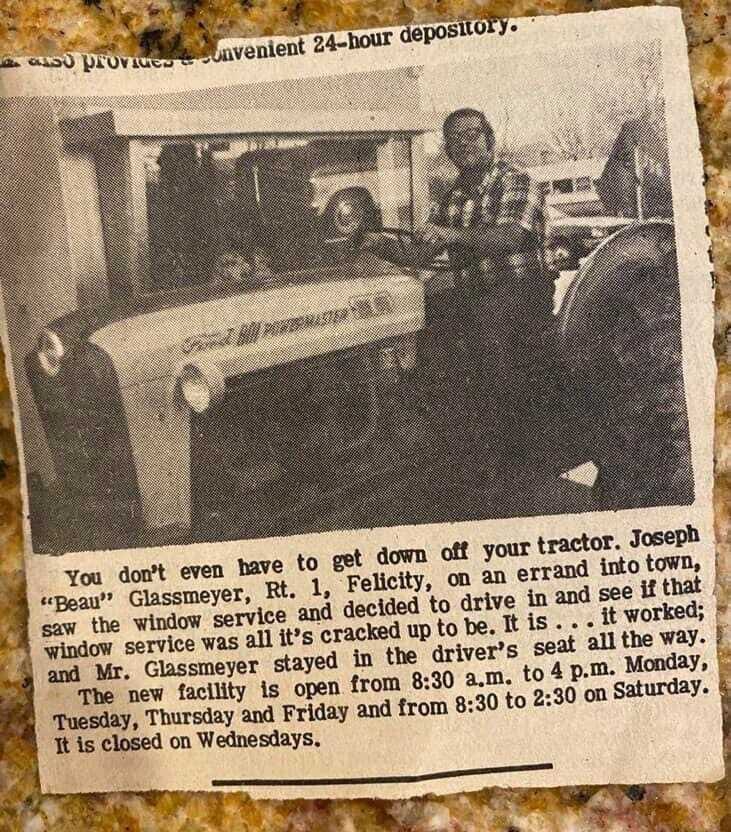 also provides a convenient 24-hour depository.
Ford POWERMASTER
You don't even have to get down off your tractor. Joseph
"Beau" Glassmeyer, Rt. 1, Felicity, on an errand into town,
saw the window service and decided to drive in and see if that
window service was all it's cracked up to be. It is . . . it worked;
and Mr. Glassmeyer stayed in the driver's seat all the way.
The new facility is open from 8:30 a.m. to 4 p.m. Monday,
Tuesday, Thursday and Friday and from 8:30 to 2:30 on Saturday.
It is closed on Wednesdays.